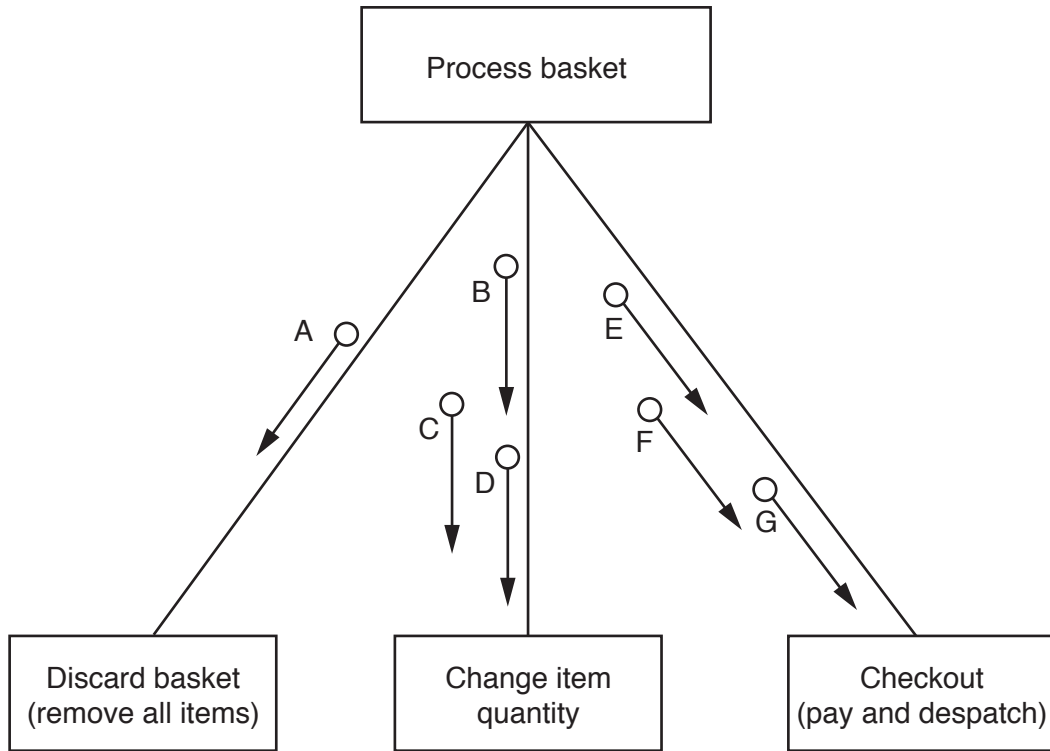 Process basket
A
B
C
D
E
F
G
Discard basket
(remove all items)
Change item
quantity
Checkout
(pay and despatch)